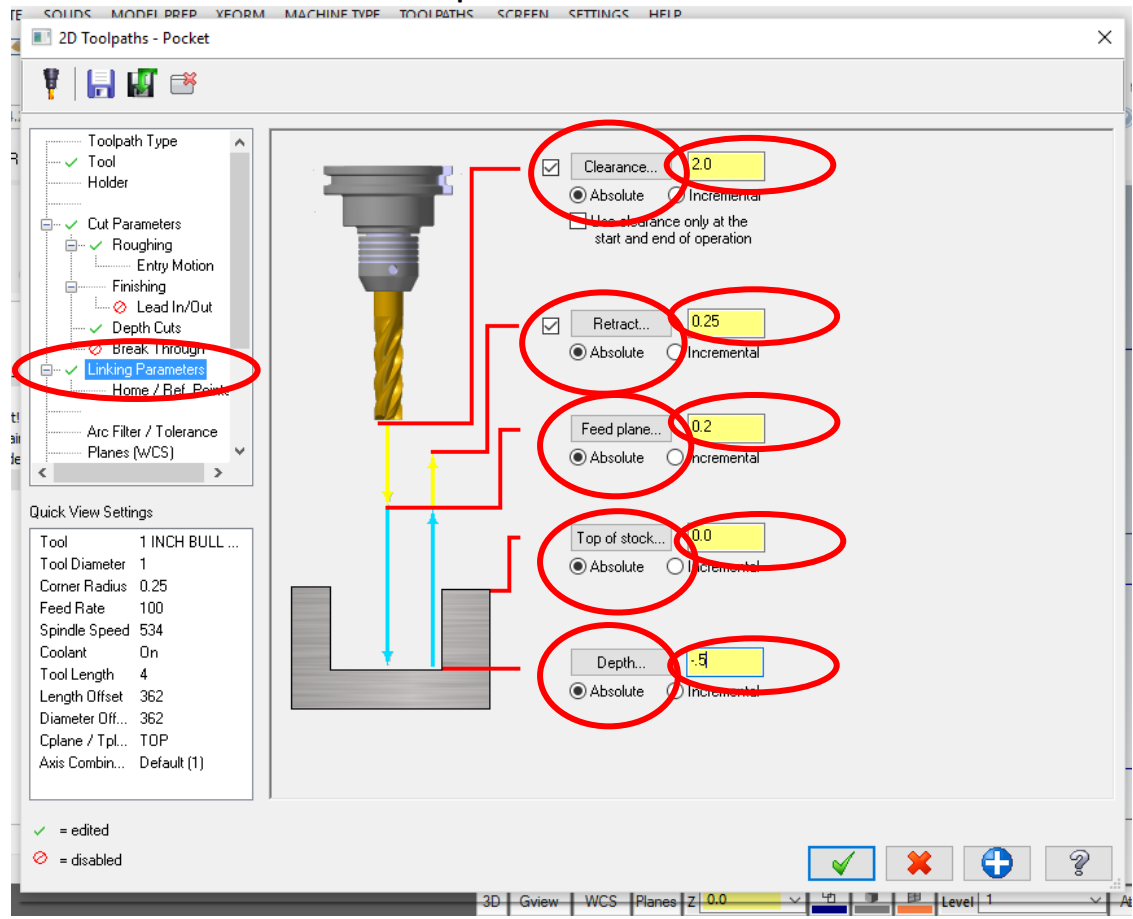 SOLIDS MODEL PREP XFORM MACHINE TYPE TOOLPATHS SCREEN SETTINGS HELP
2D Toolpaths - Pocket
Toolpath Type
Tool
Holder
Cut Parameters
Roughing
Entry Motion
Finishing
Lead In/Out
Depth Cuts
Break Through
Linking Parameters
Home / Ref. Points
Arc Filter / Tolerance
Planes (WCS)
Quick View Settings
Tool 1 INCH BULL ...
Tool Diameter 1
Corner Radius 0.25
Feed Rate 100
Spindle Speed 534
Coolant On
Tool Length 4
Length Offset 362
Diameter Off... 362
Cplane / Tpl... TOP
Axis Combin... Default (1)
= edited
= disabled
Clearance... 2.0
Absolute Incremental
Use clearance only at the
start and end of operation
Retract... 0.25
Absolute Incremental
Feed plane... 0.2
Absolute Incremental
Top of stock... 0.0
Absolute Incremental
Depth... -.5
Absolute Incremental
3D Gview WCS Planes Z 0.0 Level 1